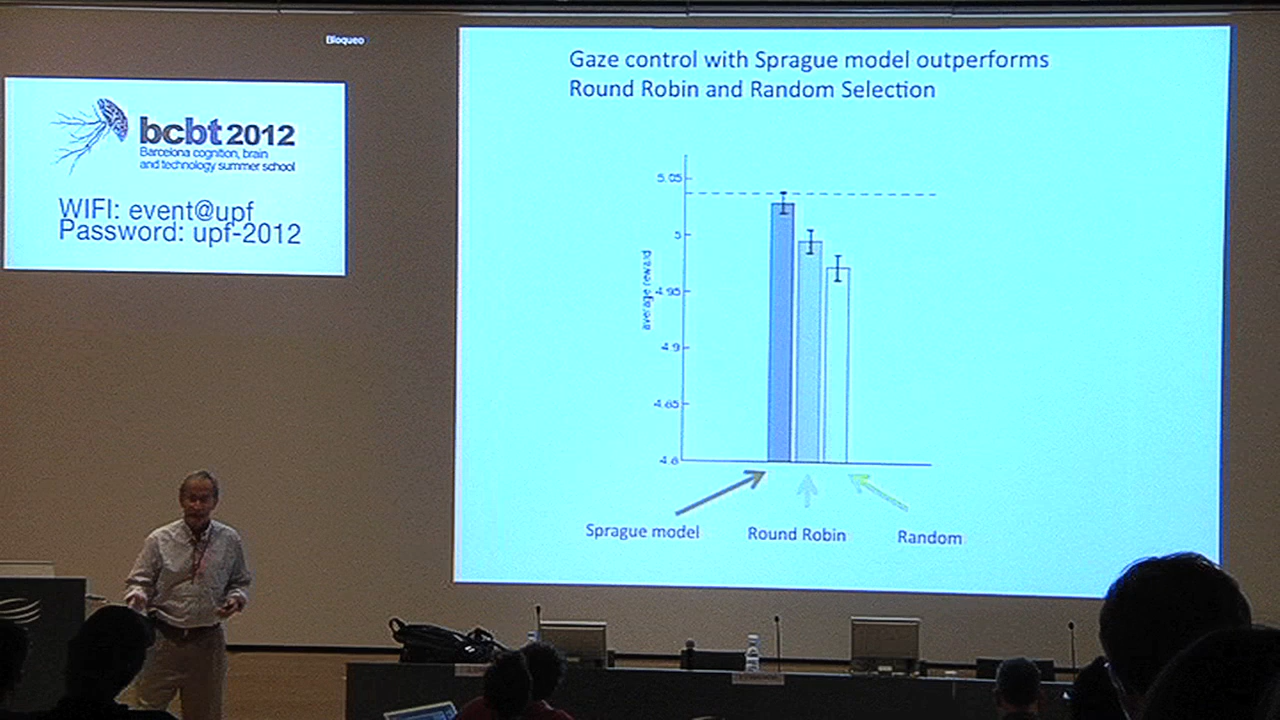 Bloqueo
bcbt 2012
Barcelona cognition, brain
and technology summer school
WIFI: event@upf
Password: upf-2012
Gaze control with Sprague model outperforms
Round Robin and Random Selection
5.05
5
4.95
4.9
4.85
4.8
average reward
Sprague model
Round Robin
Random